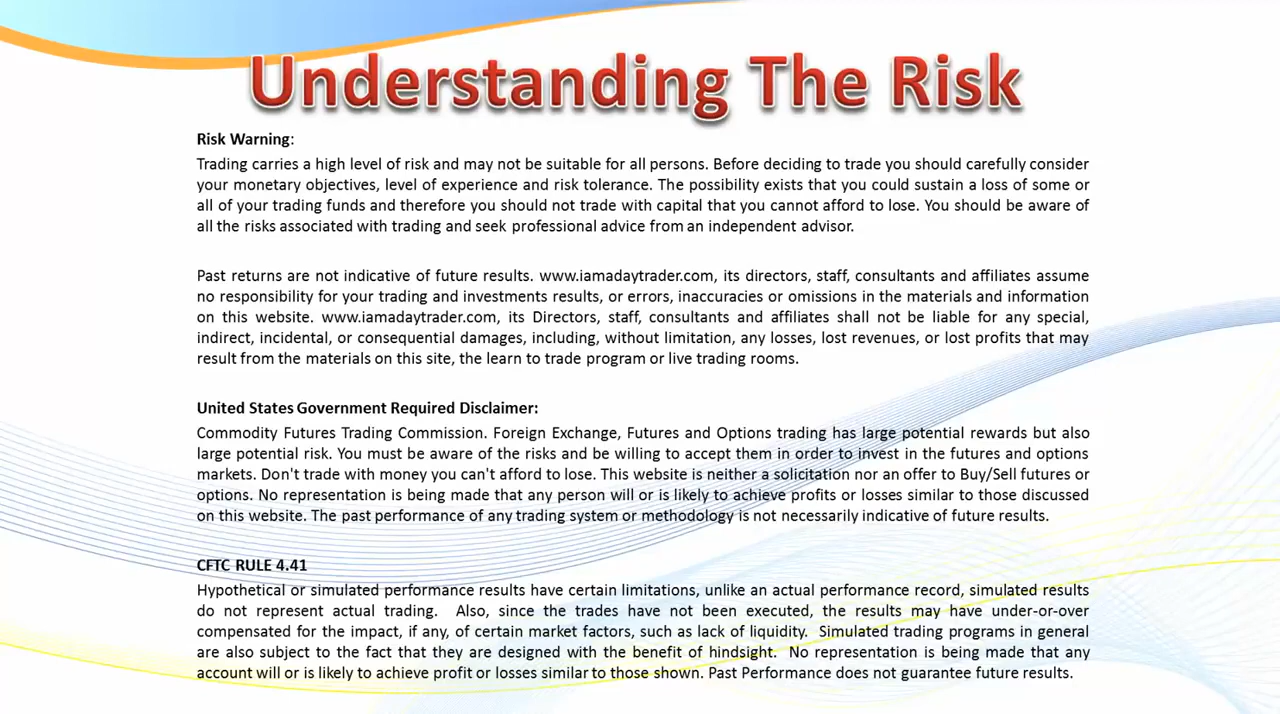 Understanding The Risk
Risk Warning:
Trading carries a high level of risk and may not be suitable for all persons. Before deciding to trade you should carefully consider
your monetary objectives, level of experience and risk tolerance. The possibility exists that you could sustain a loss of some or
all of your trading funds and therefore you should not trade with capital that you cannot afford to lose. You should be aware of
all the risks associated with trading and seek professional advice from an independent advisor.
Past returns are not indicative of future results. www.iamadaytrader.com, its directors, staff, consultants and affiliates assume
no responsibility for your trading and investments results, or errors, inaccuracies or omissions in the materials and information
on this website. www.iamadaytrader.com, its Directors, staff, consultants and affiliates shall not be liable for any special,
indirect, incidental, or consequential damages, including, without limitation, any losses, lost revenues, or lost profits that may
result from the materials on this site, the learn to trade program or live trading rooms.
United States Government Required Disclaimer:
Commodity Futures Trading Commission. Foreign Exchange, Futures and Options trading has large potential rewards but also
large potential risk. You must be aware of the risks and be willing to accept them in order to invest in the futures and options
markets. Don't trade with money you can't afford to lose. This website is neither a solicitation nor an offer to Buy/Sell futures or
options. No representation is being made that any person will or is likely to achieve profits or losses similar to those discussed
on this website. The past performance of any trading system or methodology is not necessarily indicative of future results.
CFTC RULE 4.41
Hypothetical or simulated performance results have certain limitations, unlike an actual performance record, simulated results
do not represent actual trading. Also, since the trades have not been executed, the results may have under-or-over
compensated for the impact, if any, of certain market factors, such as lack of liquidity. Simulated trading programs in general
are also subject to the fact that they are designed with the benefit of hindsight. No representation is being made that any
account will or is likely to achieve profit or losses similar to those shown. Past Performance does not guarantee future results.